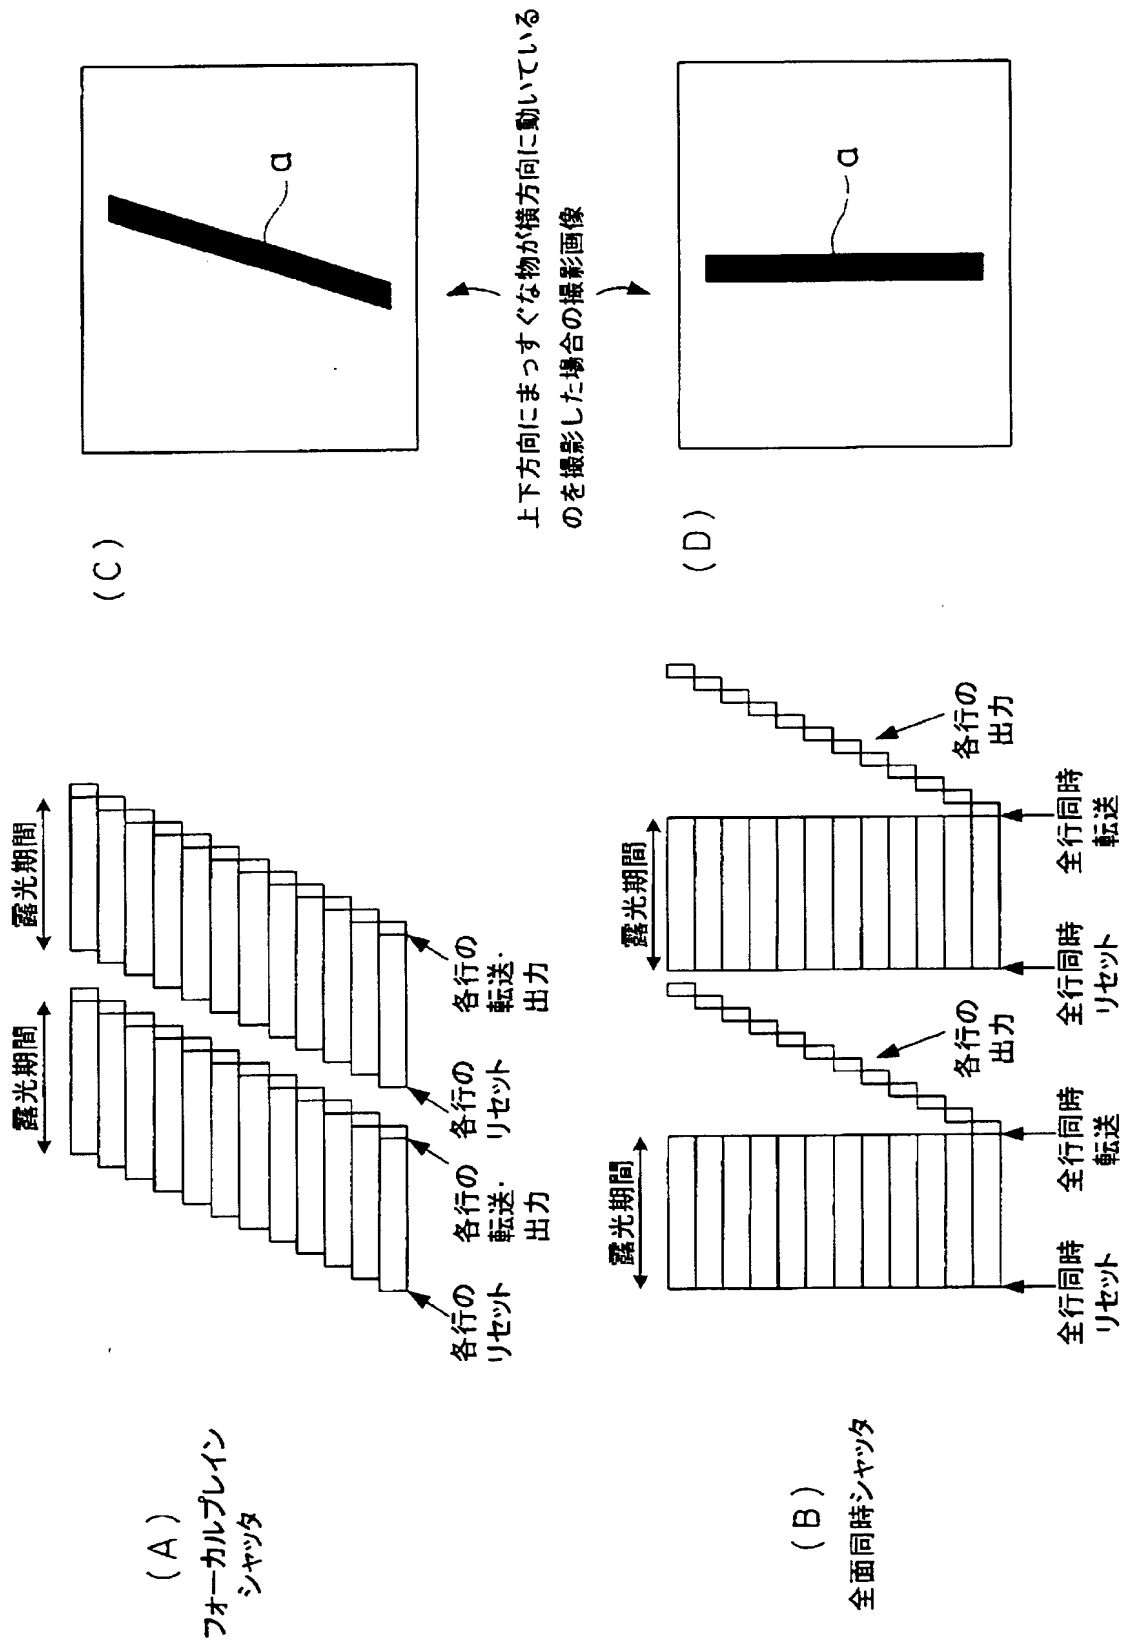 (A)
フォーカルプレイン
シャッタ
露光期間
露光期間
各行の
リセット
各行の
転送・
出力
各行の
リセット
各行の
転送・
出力
(C)
a
上下方向にまっすぐな物が横方向に動いている
のを撮影した場合の撮影画像
(B)
全面同時シャッタ
露光期間
露光期間
各行の
出力
各行の
出力
全行同時
リセット
全行同時
転送
全行同時
リセット
全行同時
転送
(D)
a